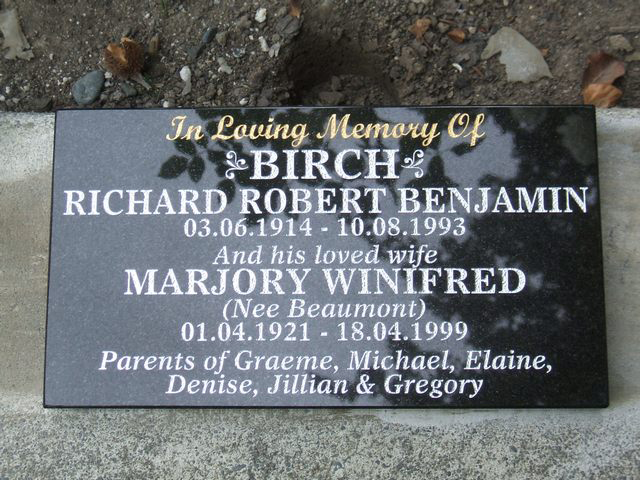 In Loving Memory Of
BIRCH
RICHARD ROBERT BENJAMIN
03.06.1914 - 10.08.1993
And his loved wife
MARJORY WINIFRED
(Nee Beaumont)
01.04.1921 - 18.04.1999
Parents of Graeme, Michael, Elaine,
Denise, Jillian & Gregory